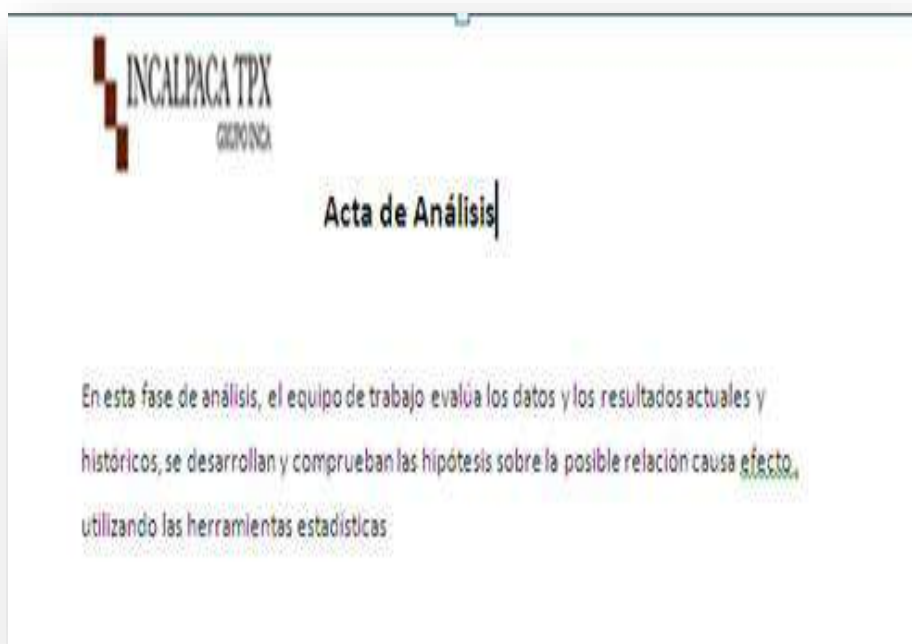 INCALPACA TPX
GRUPO INCA
Acta de Análisis
En esta fase de análisis, el equipo de trabajo evalúa los datos y los resultados actuales y
históricos, se desarrollan y comprueban las hipótesis sobre la posible relación causa efecto,
utilizando las herramientas estadísticas